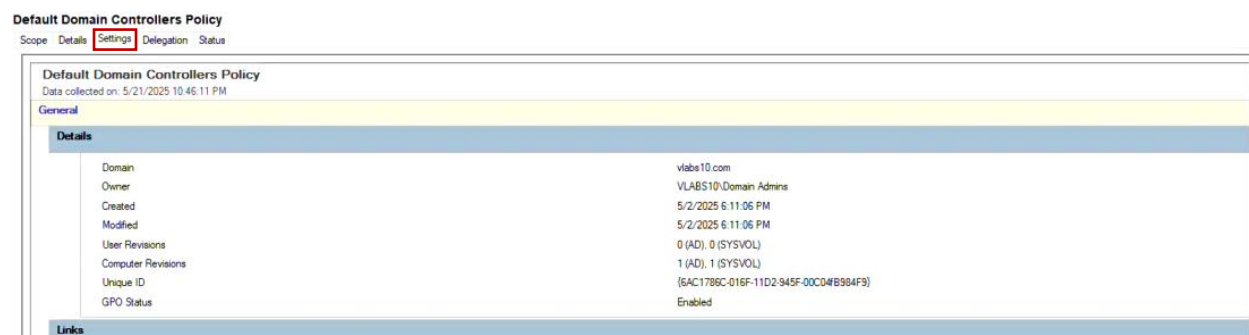 Default Domain Controllers Policy
Scope Details Settings Delegation Status
Default Domain Controllers Policy
Data collected on: 5/21/2025 10:46:11 PM
General
Details
Domain vlabs10.com
Owner VLABS10\Domain Admins
Created 5/2/2025 6:11:06 PM
Modified 5/2/2025 6:11:06 PM
User Revisions 0 (AD), 0 (SYSVOL)
Computer Revisions 1 (AD), 1 (SYSVOL)
Unique ID {6AC1786C-016F-11D2-945F-00C04fB984F9}
GPO Status Enabled
Links